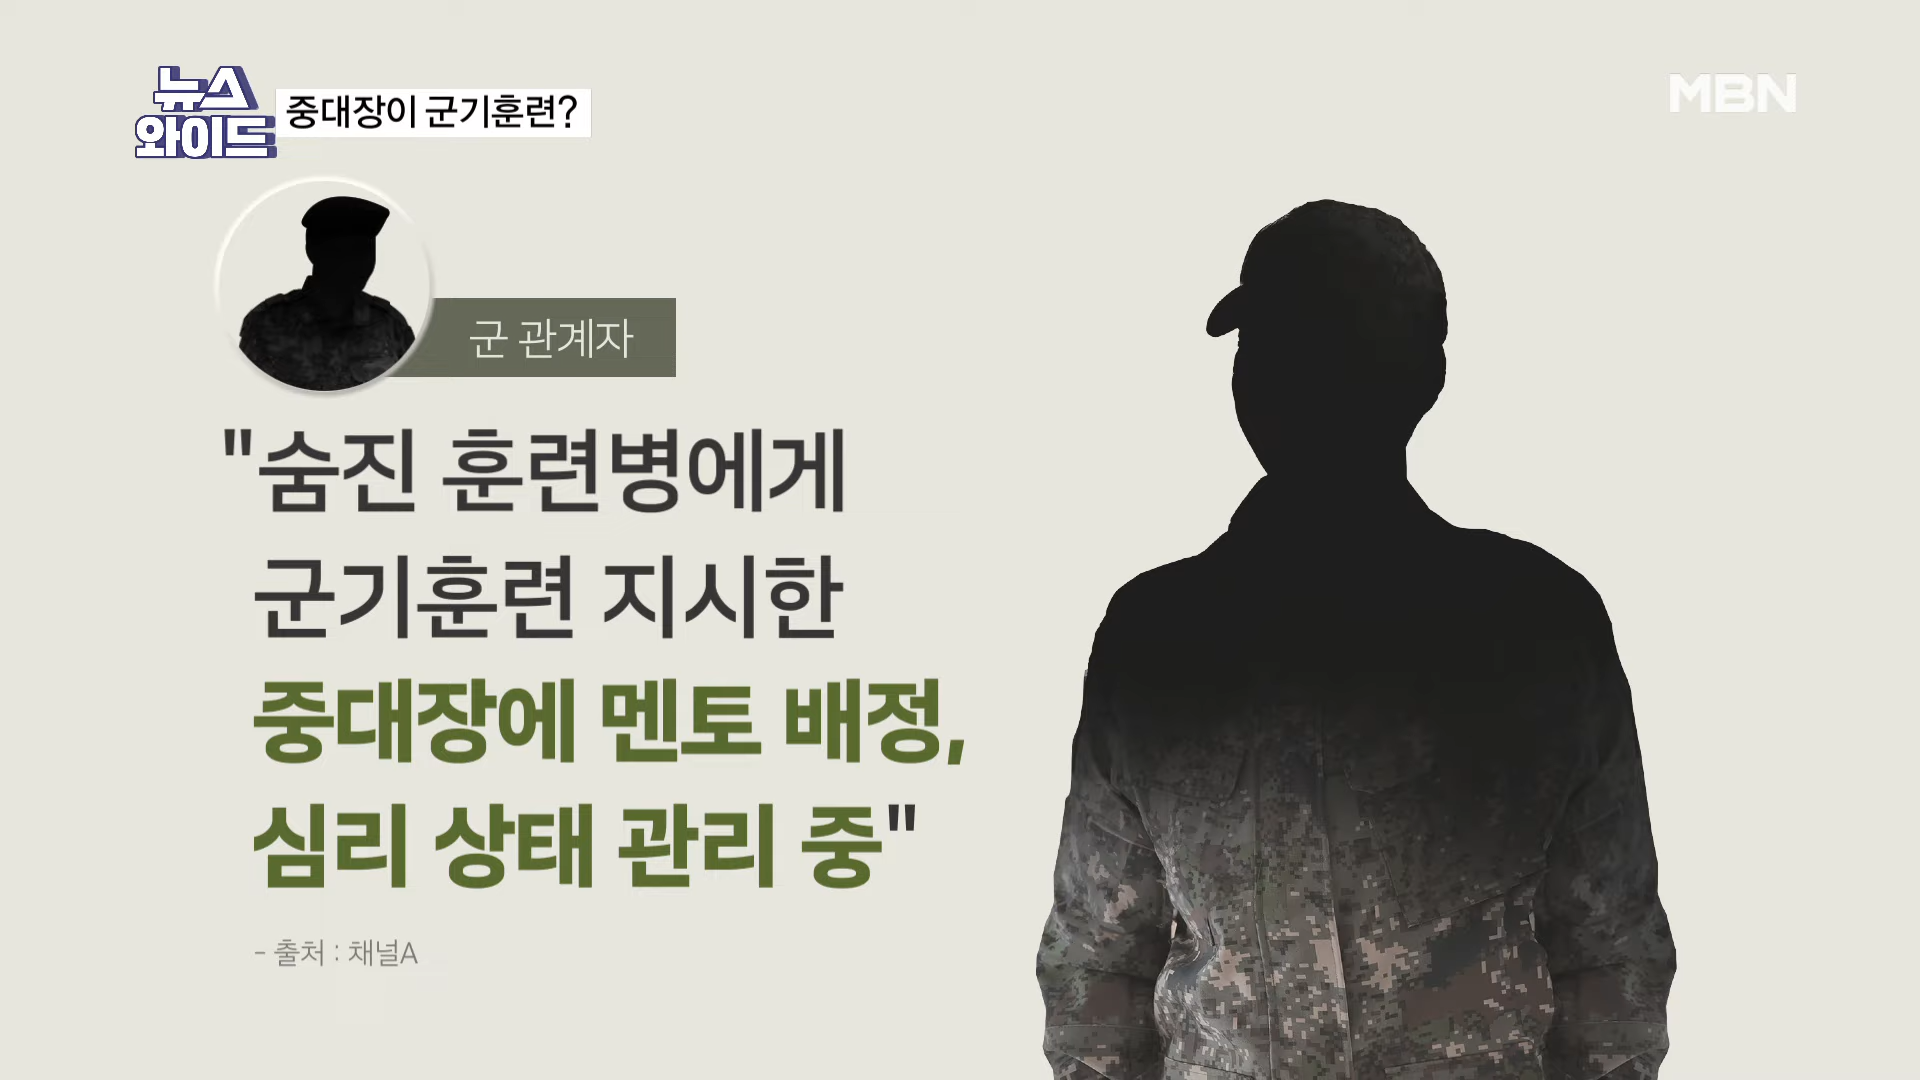 뉴스
와이드
중대장이 군기훈련?
MBN
군 관계자
"숨진 훈련병에게
군기훈련 지시한
중대장에 멘토 배정,
심리 상태 관리 중"
- 출처 : 채널A